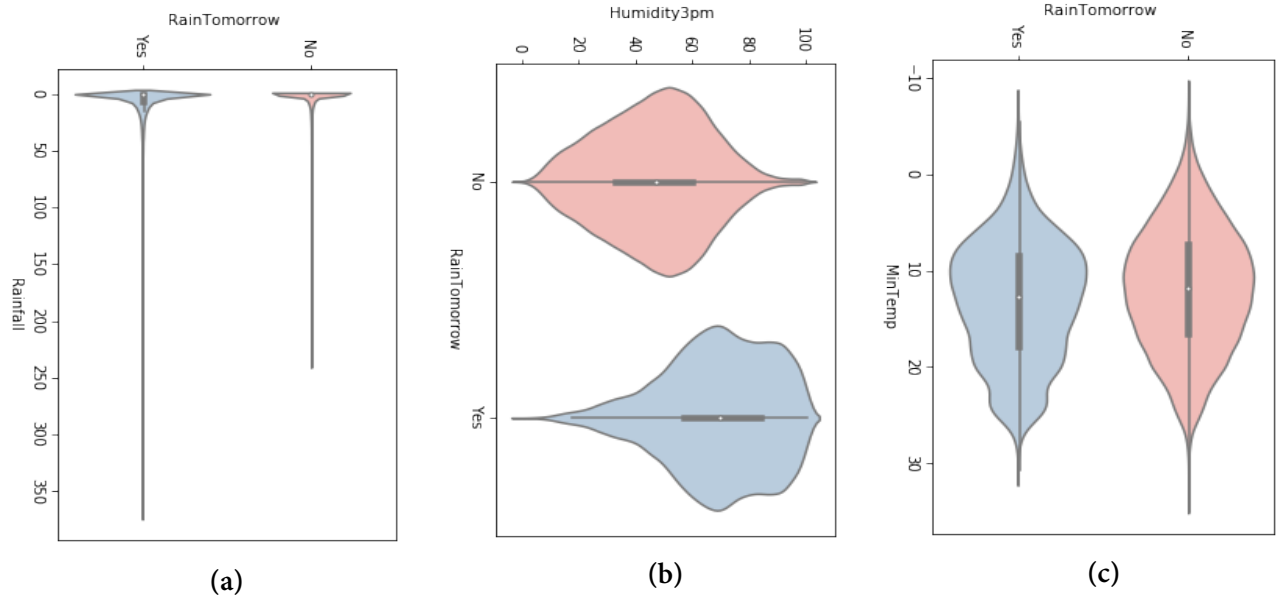 RainTomorrow
Yes
No
0
50
100
150
200
250
300
350
Rainfall
(a)
Humidity3pm
0
20
40
60
80
100
No
Yes
RainTomorrow
(b)
RainTomorrow
Yes
No
−10
0
10
20
30
MinTemp
(c)